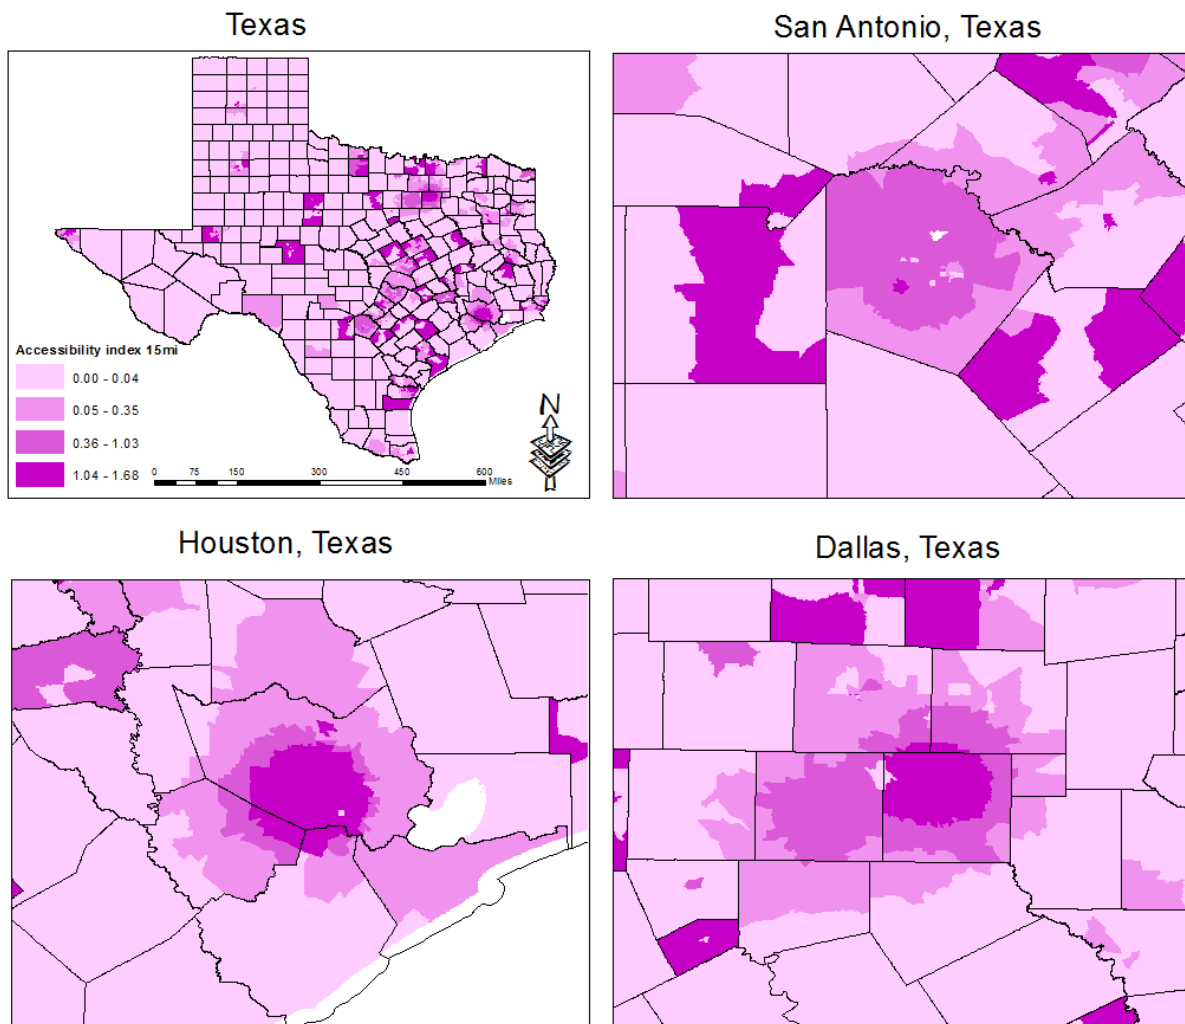 Texas
San Antonio, Texas
Accessibility index 15mi
0.00 - 0.04
0.05 - 0.35
0.36 - 1.03
1.04 - 1.68
N
0 75 150 300 450 600
Miles
Houston, Texas
Dallas, Texas